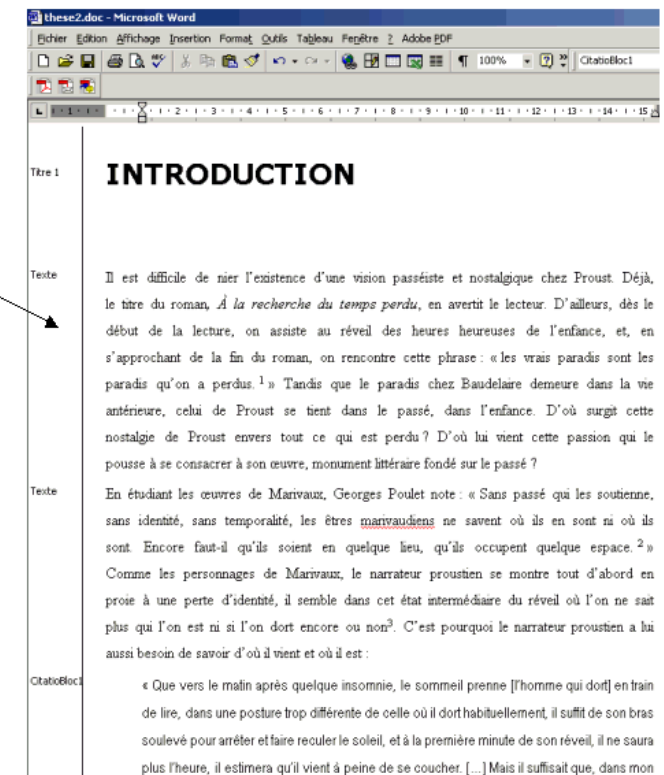 these2.doc - Microsoft Word
Fichier Edition Affichage Insertion Format Outils Tableau Fenêtre ? Adobe PDF
100% CitatioBloc1
1 1 2 3 4 5 6 7 8 9 10 11 12 13 14 15
Titre 1 INTRODUCTION
Texte Il est difficile de nier l'existence d'une vision passéiste et nostalgique chez Proust. Déjà,
le titre du roman, À la recherche du temps perdu, en avertit le lecteur. D'ailleurs, dès le
début de la lecture, on assiste au réveil des heures heureuses de l'enfance, et, en
s'approchant de la fin du roman, on rencontre cette phrase : « les vrais paradis sont les
paradis qu'on a perdus. 1 » Tandis que le paradis chez Baudelaire demeure dans la vie
antérieure, celui de Proust se tient dans le passé, dans l'enfance. D'où surgit cette
nostalgie de Proust envers tout ce qui est perdu ? D'où lui vient cette passion qui le
pousse à se consacrer à son œuvre, monument littéraire fondé sur le passé ?
Texte En étudiant les œuvres de Marivaux, Georges Poulet note : « Sans passé qui les soutienne,
sans identité, sans temporalité, les êtres marivaudiens ne savent où ils en sont ni où ils
sont. Encore faut-il qu'ils soient en quelque lieu, qu'ils occupent quelque espace. 2 »
Comme les personnages de Marivaux, le narrateur proustien se montre tout d'abord en
proie à une perte d'identité, il semble dans cet état intermédiaire du réveil où l'on ne sait
plus qui l'on est ni si l'on dort encore ou non3. C'est pourquoi le narrateur proustien a lui
aussi besoin de savoir d'où il vient et où il est :
CitatioBloc1 « Que vers le matin après quelque insomnie, le sommeil prenne [l'homme qui dort] en train
de lire, dans une posture trop différente de celle où il dort habituellement, il suffit de son bras
soulevé pour arrêter et faire reculer le soleil, et à la première minute de son réveil, il ne saura
plus l'heure, il estimera qu'il vient à peine de se coucher. [...] Mais il suffisait que, dans mon